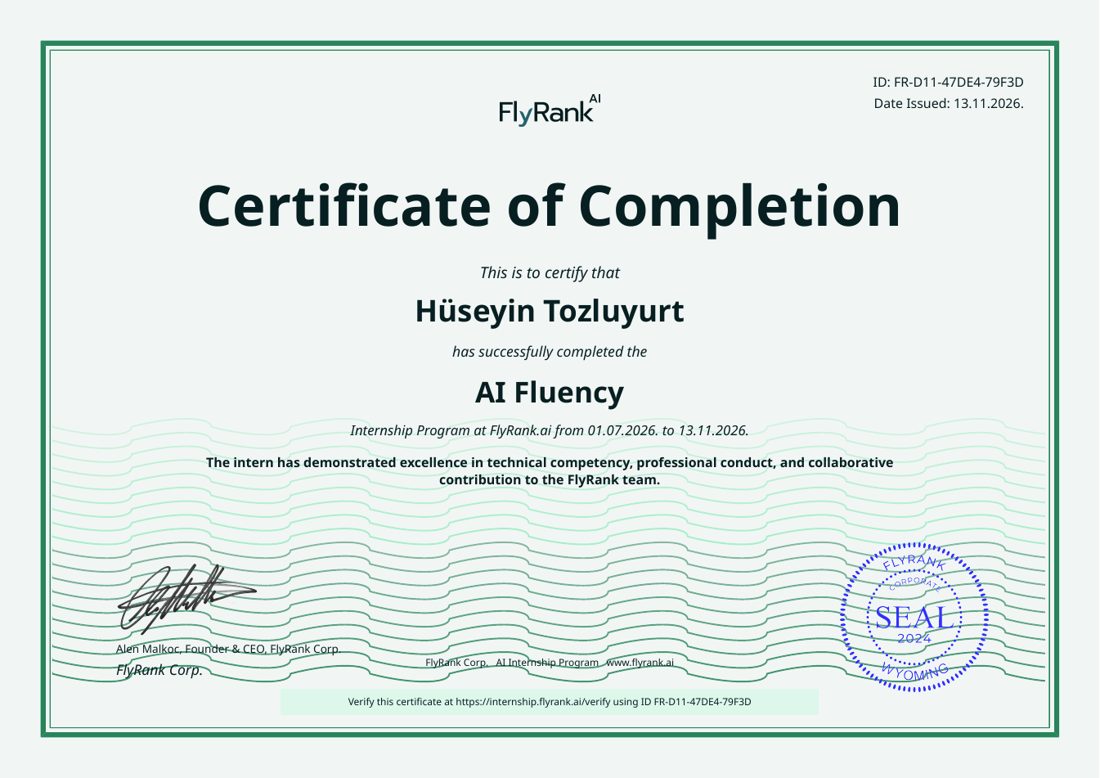 ID: FR-D11-47DE4-79F3D
Date Issued: 13.11.2026.
FlyRank AI
Certificate of Completion
This is to certify that
Hüseyin Tozluyurt
has successfully completed the
AI Fluency
Internship Program at FlyRank.ai from 01.07.2026. to 13.11.2026.
The intern has demonstrated excellence in technical competency, professional conduct, and collaborative
contribution to the FlyRank team.
Alen Malkoc, Founder & CEO, FlyRank Corp.
FlyRank Corp.
FlyRank Corp. AI Internship Program www.flyrank.ai
FLYRANK
CORPORATE
SEAL
2024
WYOMING
Verify this certificate at https://internship.flyrank.ai/verify using ID FR-D11-47DE4-79F3D